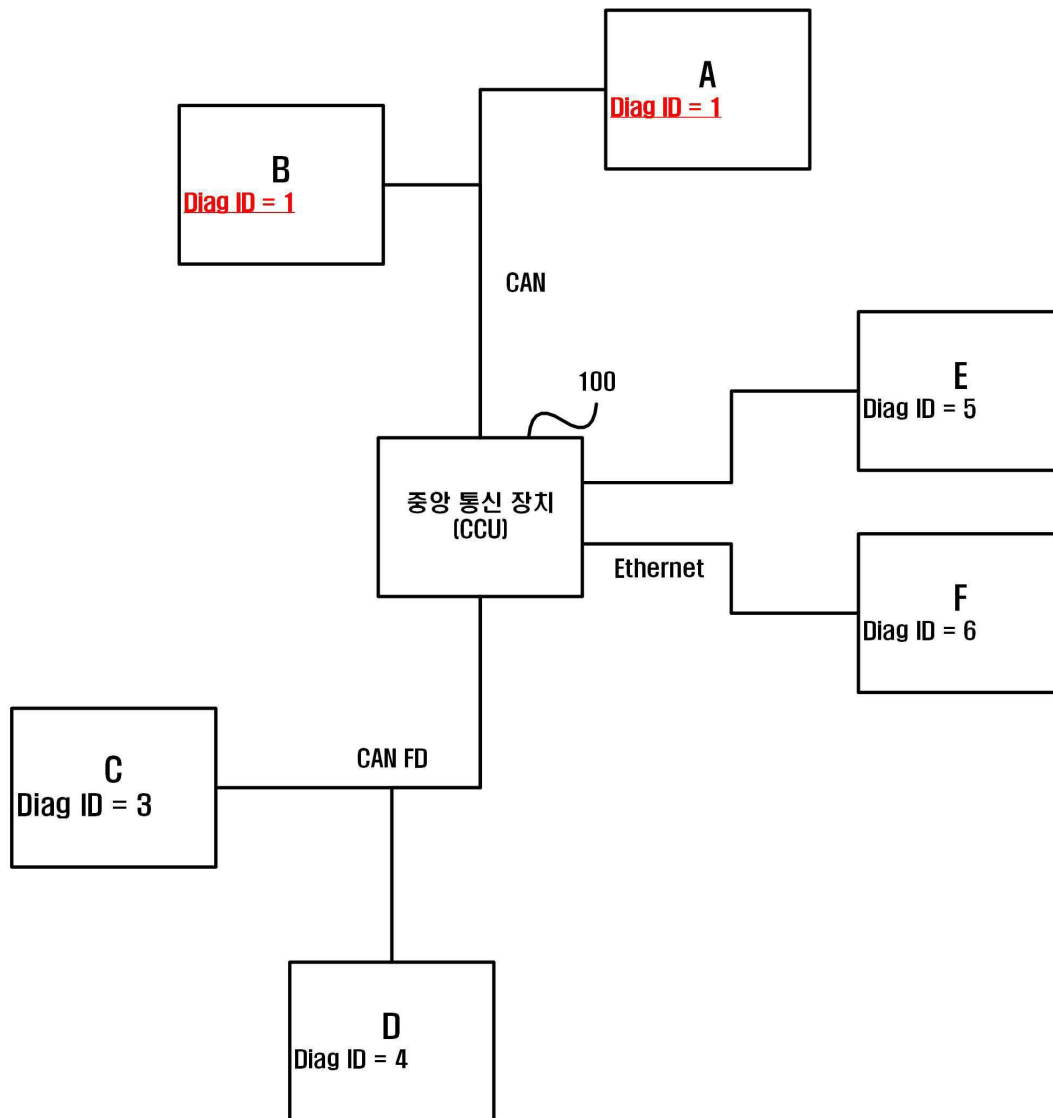 A
Diag ID = 1
B
Diag ID = 1
CAN
100
E
Diag ID = 5
중앙 통신 장치
(CCU)
Ethernet
F
Diag ID = 6
C
Diag ID = 3
CAN FD
D
Diag ID = 4